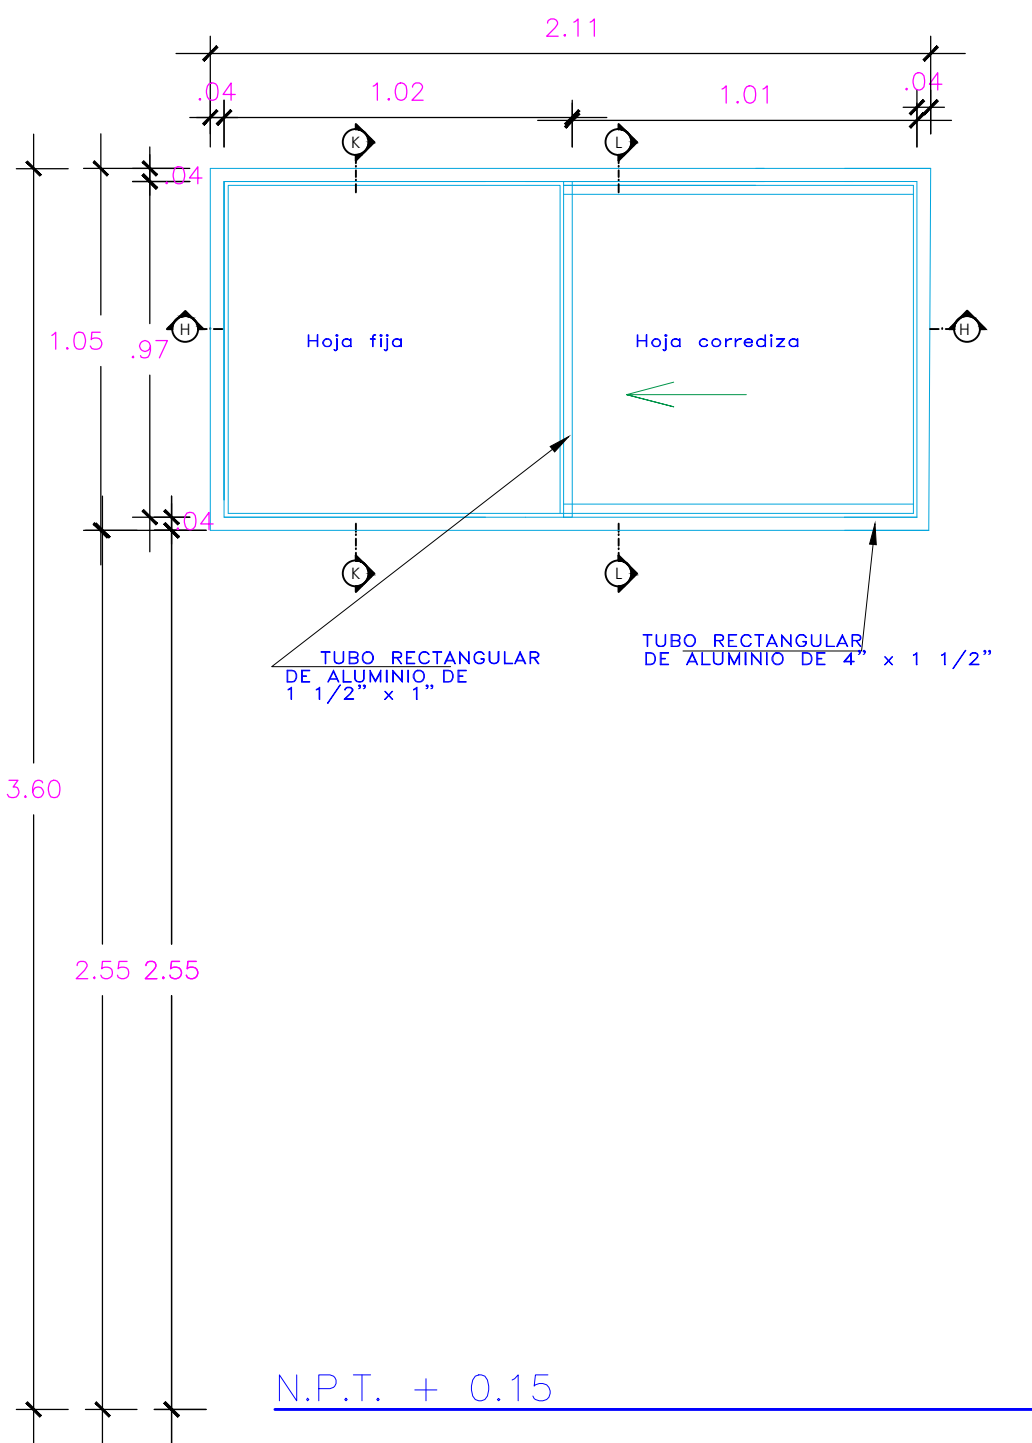 2.11
.04
1.02
1.01
.04
K
L
.04
1.05
.97
H
H
Hoja fija
Hoja corrediza
.04
K
L
TUBO RECTANGULAR
DE ALUMINIO DE
1 1/2" x 1"
TUBO RECTANGULAR
DE ALUMINIO DE 4" x 1 1/2"
3.60
2.55
2.55
N.P.T. + 0.15